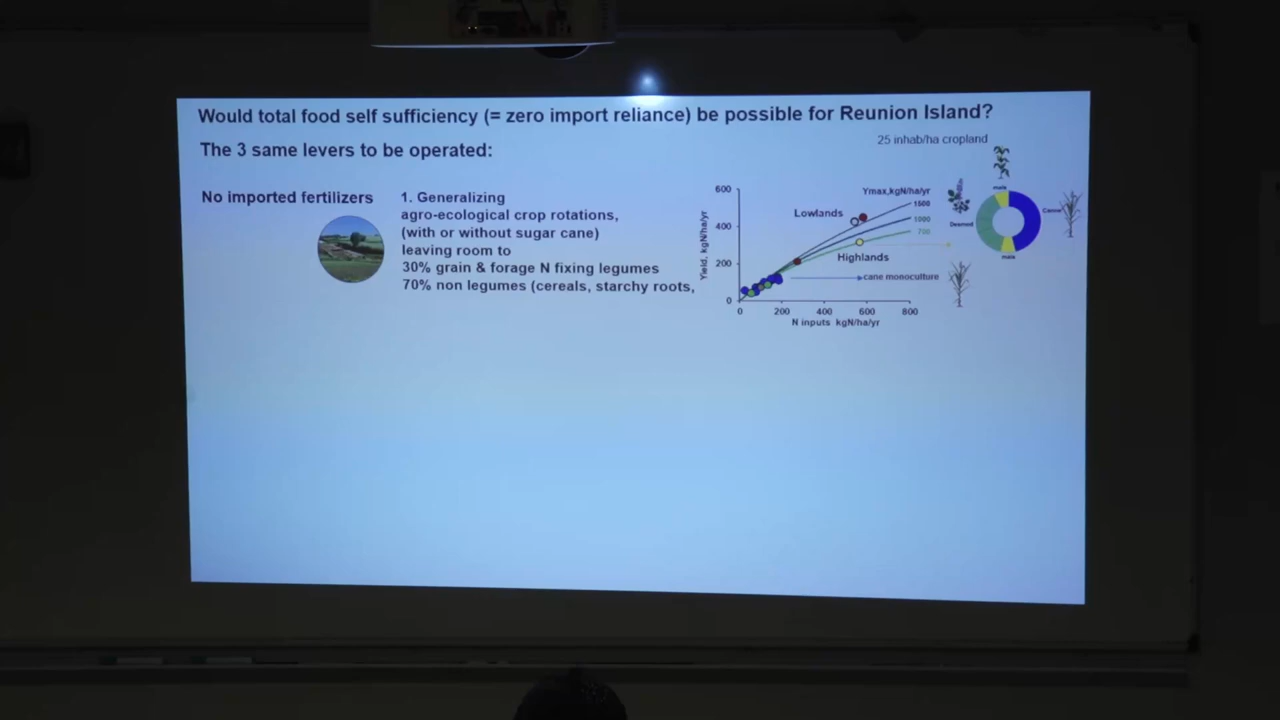 Would total food self sufficiency (= zero import reliance) be possible for Reunion Island?
The 3 same levers to be operated:
25 inhab/ha cropland
No imported fertilizers
1. Generalizing
agro-ecological crop rotations,
(with or without sugar cane)
leaving room to
30% grain & forage N fixing legumes
70% non legumes (cereals, starchy roots,
Yield, kgN/ha/yr
600
400
200
0
0
200
400
600
800
N inputs kgN/ha/yr
Ymax,kgN/ha/yr
1500
1000
700
Lowlands
Highlands
cane monoculture
maïs
Canne
maïs